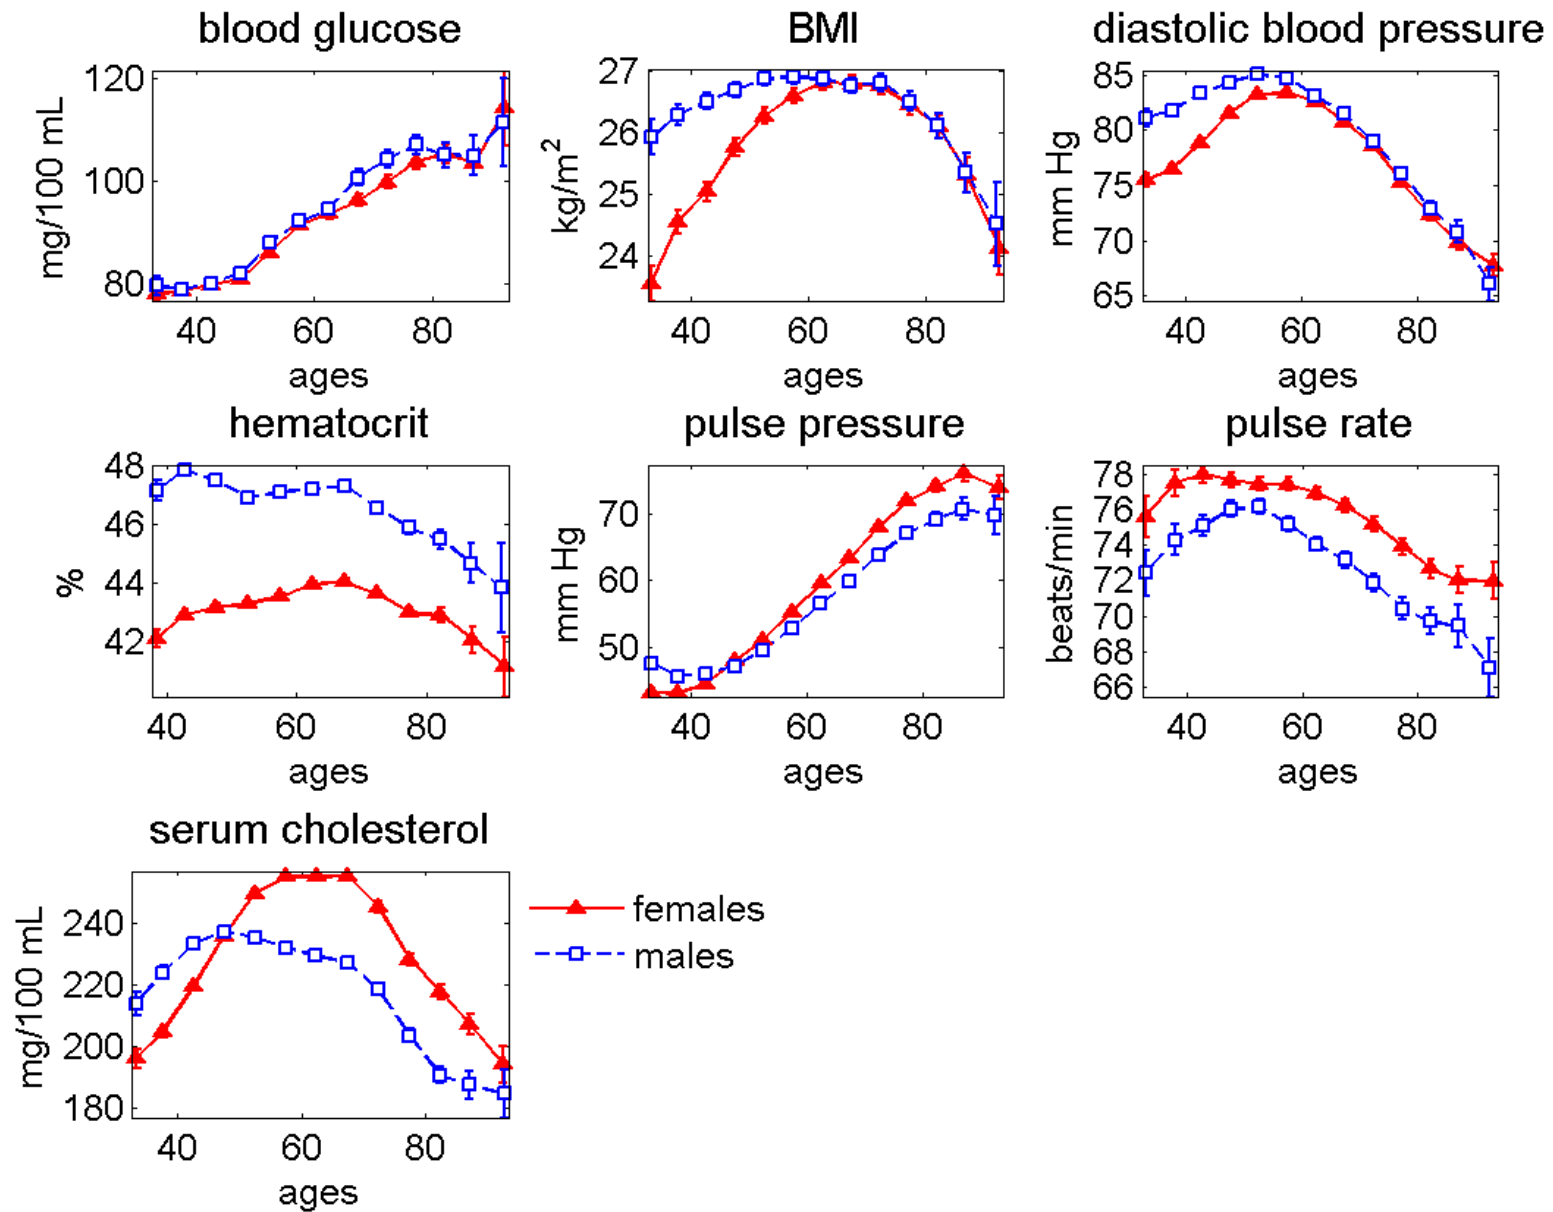 blood glucose
BMI
diastolic blood pressure
120
100
80
mg/100 mL
40 60 80
ages
27
26
25
24
kg/m2
40 60 80
ages
85
80
75
70
65
mm Hg
40 60 80
ages
hematocrit
pulse pressure
pulse rate
48
46
44
42
%
40 60 80
ages
70
50
mm Hg
40 60 80
ages
78
76
74
72
70
68
66
beats/min
40 60 80
ages
serum cholesterol
240
220
200
180
mg/100 mL
40 60 80
ages
females
males